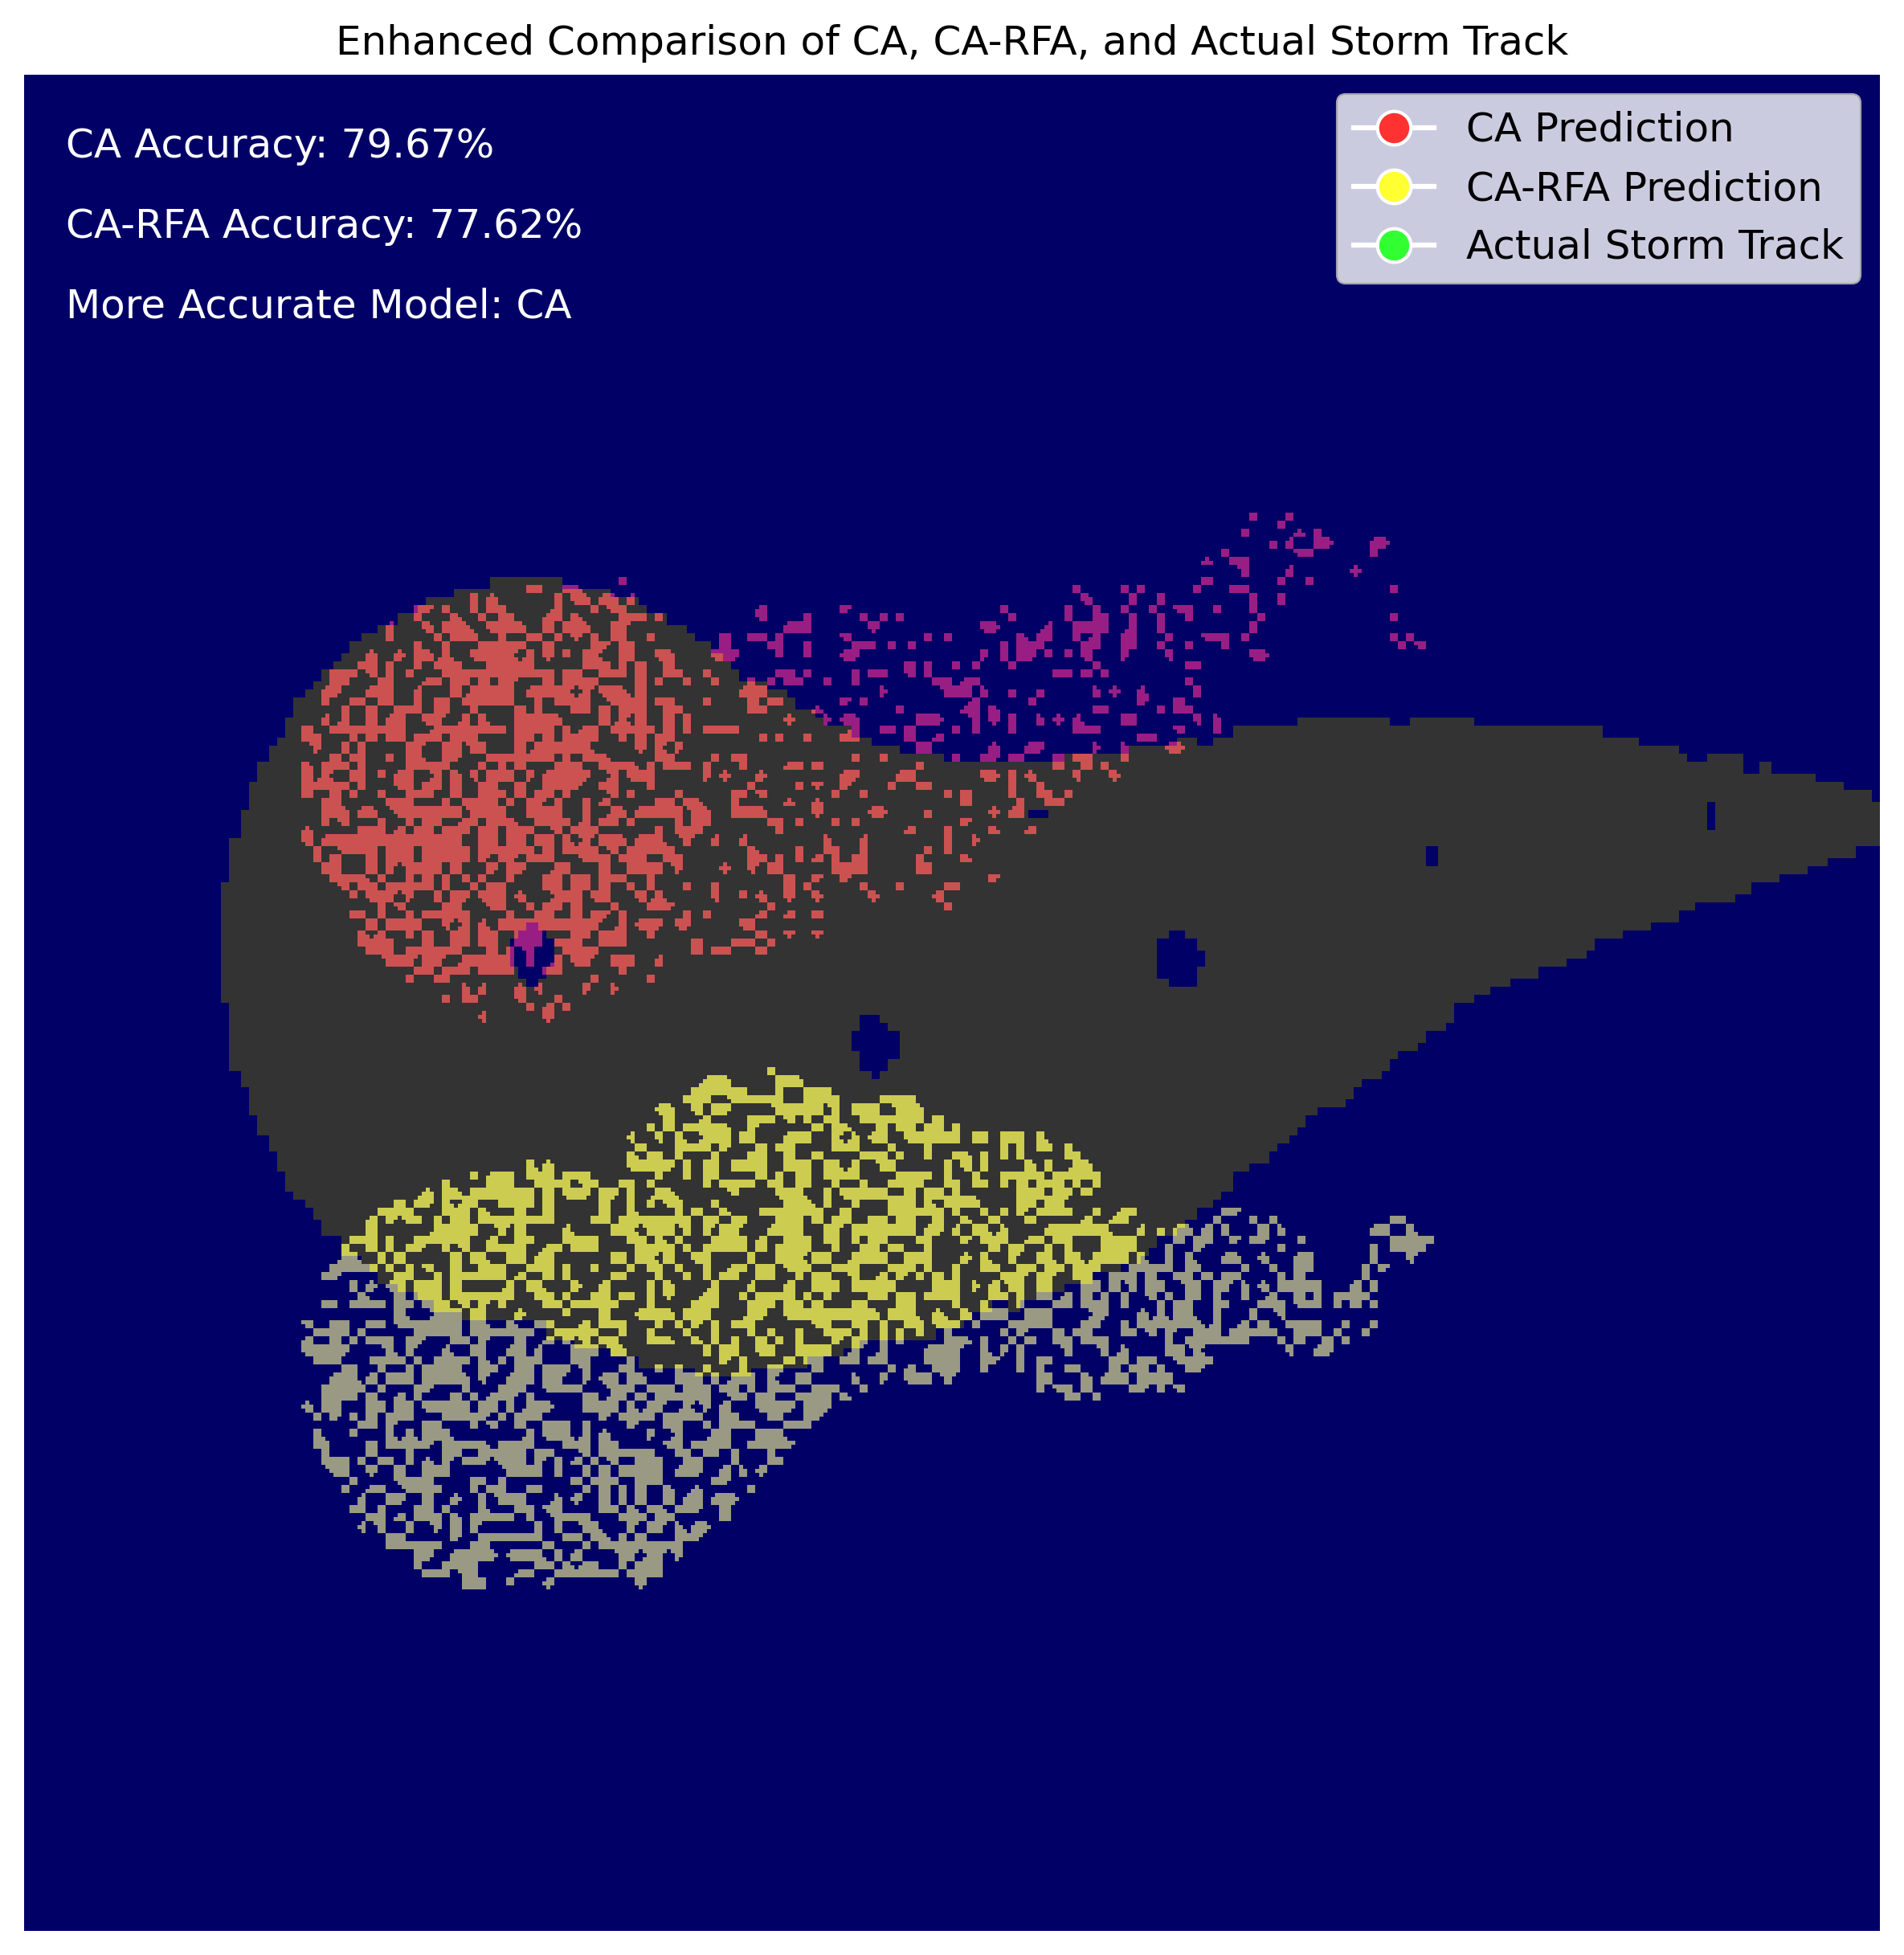 Enhanced Comparison of CA, CA-RFA, and Actual Storm Track
CA Accuracy: 79.67%
CA-RFA Accuracy: 77.62%
More Accurate Model: CA
CA Prediction
CA-RFA Prediction
Actual Storm Track